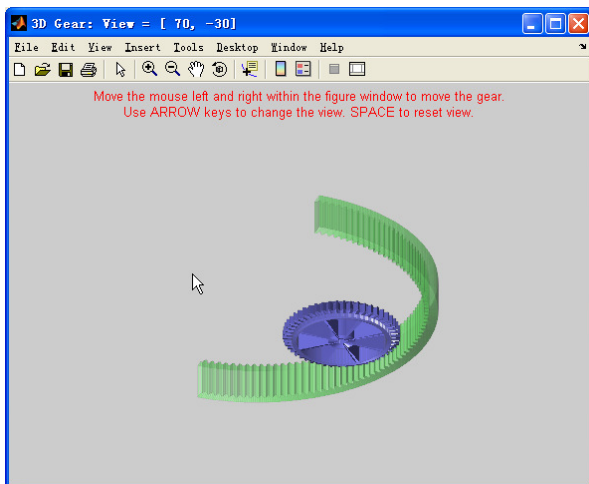 3D Gear: View = [ 70, -30]
File Edit View Insert Tools Desktop Window Help
Move the mouse left and right within the figure window to move the gear.
Use ARROW keys to change the view. SPACE to reset view.